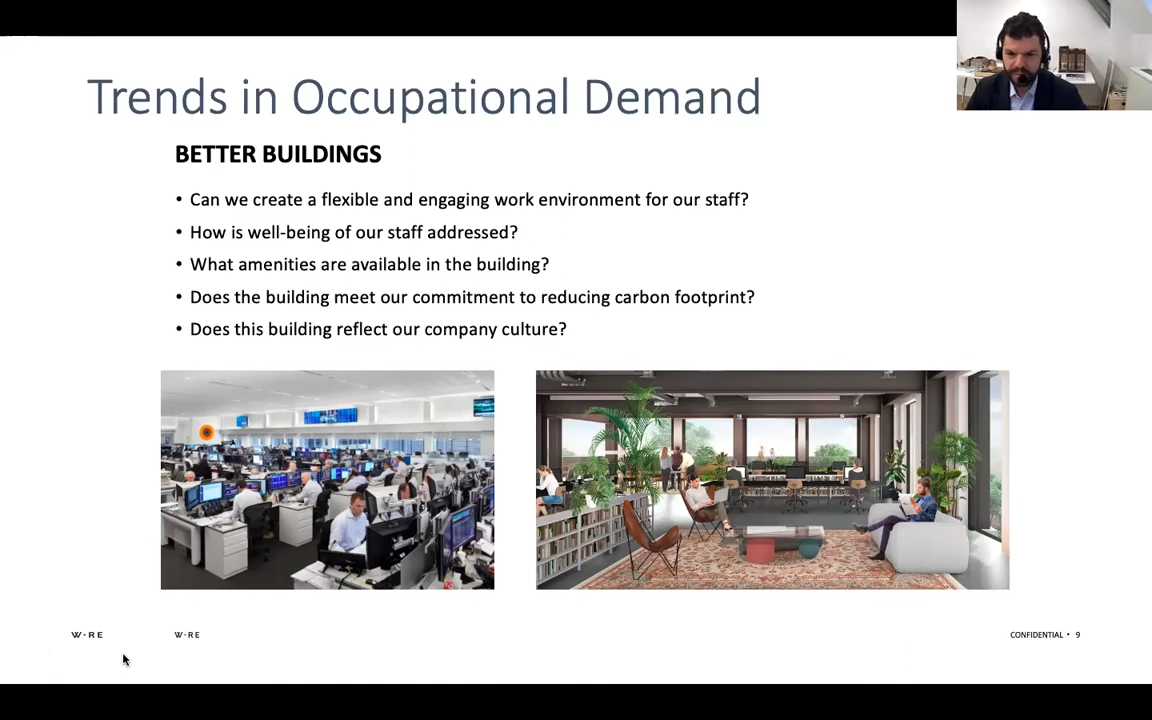 Trends in Occupational Demand
BETTER BUILDINGS
• Can we create a flexible and engaging work environment for our staff?
• How is well-being of our staff addressed?
• What amenities are available in the building?
• Does the building meet our commitment to reducing carbon footprint?
• Does this building reflect our company culture?
W·RE
W·RE
CONFIDENTIAL • 9